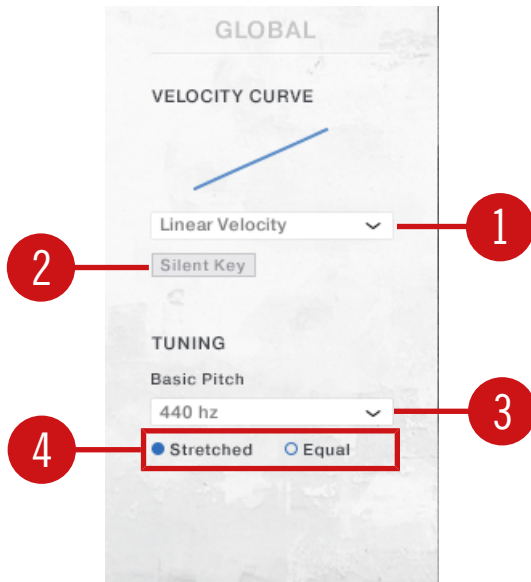 GLOBAL
VELOCITY CURVE
Linear Velocity
1
2
Silent Key
TUNING
Basic Pitch
440 hz
3
4
Stretched Equal